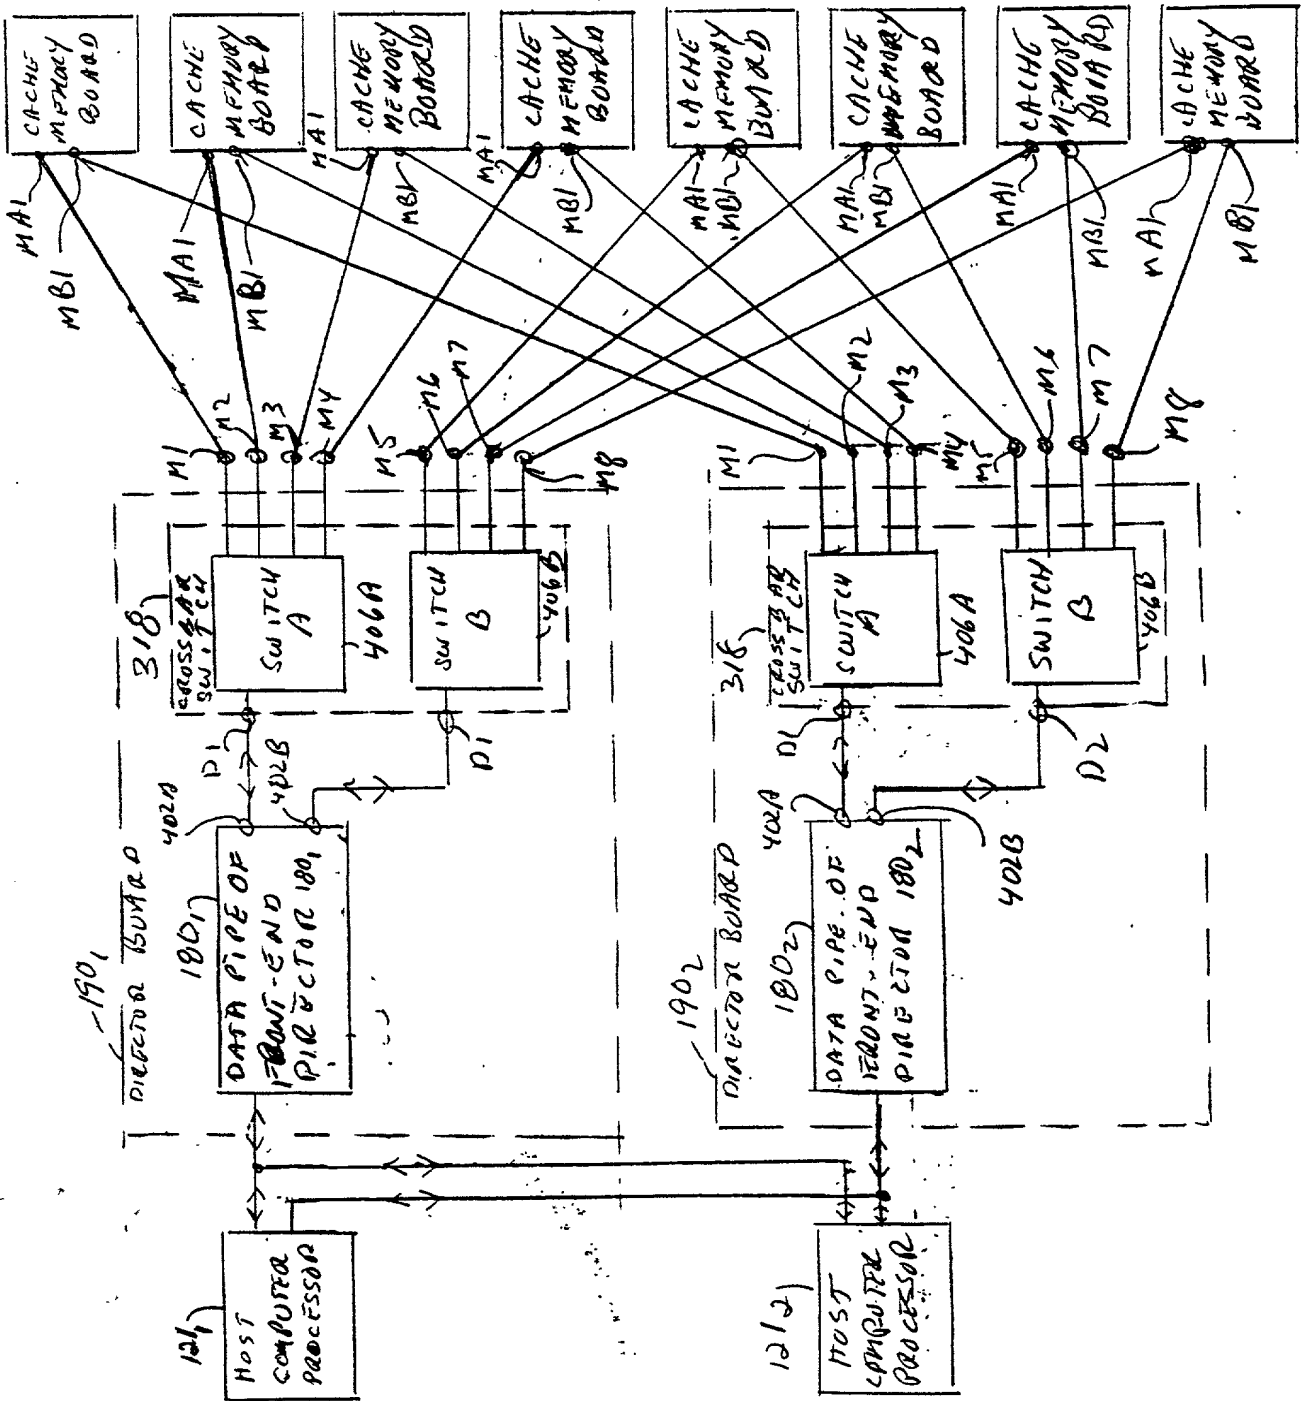 CACHE
MEMORY
BOARD
CACHE
MEMORY
BOARD
CACHE
MEMORY
BOARD
CACHE
MEMORY
BOARD
CACHE
MEMORY
BOARD
CACHE
MEMORY
BOARD
CACHE
MEMORY
BOARD
CACHE
MEMORY
BOARD
MA1
MB1
MA1
MB1
MA1
MB1
MA1
MB1
MA1
MB1
MA1
MB1
MA1
MB1
MA1
MB1
M1
M2
M3
M4
M5
M6
M7
M8
M1
M2
M3
M4
M5
M6
M7
M8
318
CROSSBAR
SWITCH
SWITCH
A
406A
SWITCH
B
406B
318
CROSSBAR
SWITCH
SWITCH
A
406A
SWITCH
B
406B
D1
D1
D1
D2
402A
402B
402A
402B
190₁
DIRECTOR BOARD
180₁
DATA PIPE OF
FRONT-END
DIRECTOR 180₁
190₂
DIRECTOR BOARD
180₂
DATA PIPE OF
FRONT-END
DIRECTOR 180₂
121₁
HOST
COMPUTER
PROCESSOR
121₂
HOST
COMPUTER
PROCESSOR